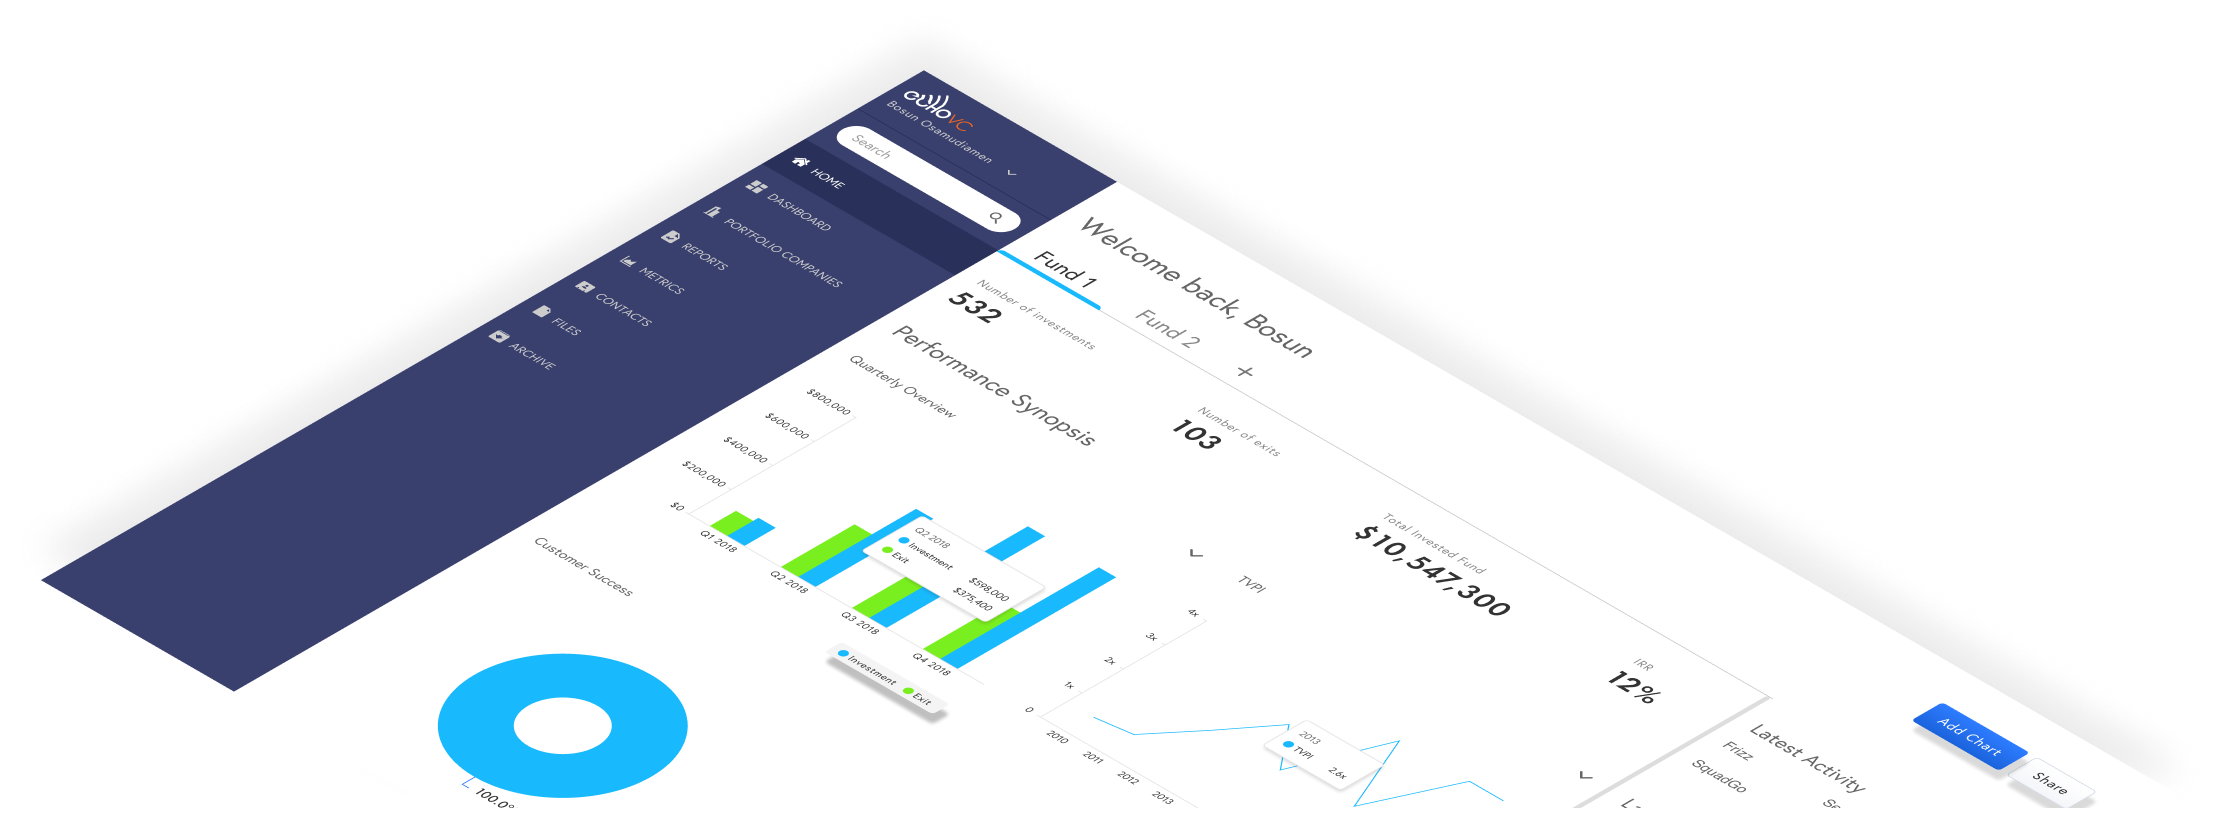 echoVC
Bosun Osamudiamen
Search
HOME
DASHBOARD
PORTFOLIO COMPANIES
REPORTS
METRICS
CONTACTS
FILES
ARCHIVE
Welcome back, Bosun
Fund 1
Fund 2
+
Number of investments
532
Number of exits
103
Total Invested Fund
$10,547,300
IRR
12%
Performance Synopsis
Quarterly Overview
$800,000
$600,000
$400,000
$200,000
$0
Q1 2018
Q2 2018
Q3 2018
Q4 2018
Q2 2018
Investment $598,000
Exit $375,400
Investment Exit
TVPI
4x
3x
2x
1x
0
2010
2011
2012
2013
2013
TVPI 2.6x
Customer Success
100.0°
Add Chart
Share
Latest Activity
Frizz
SquadGo